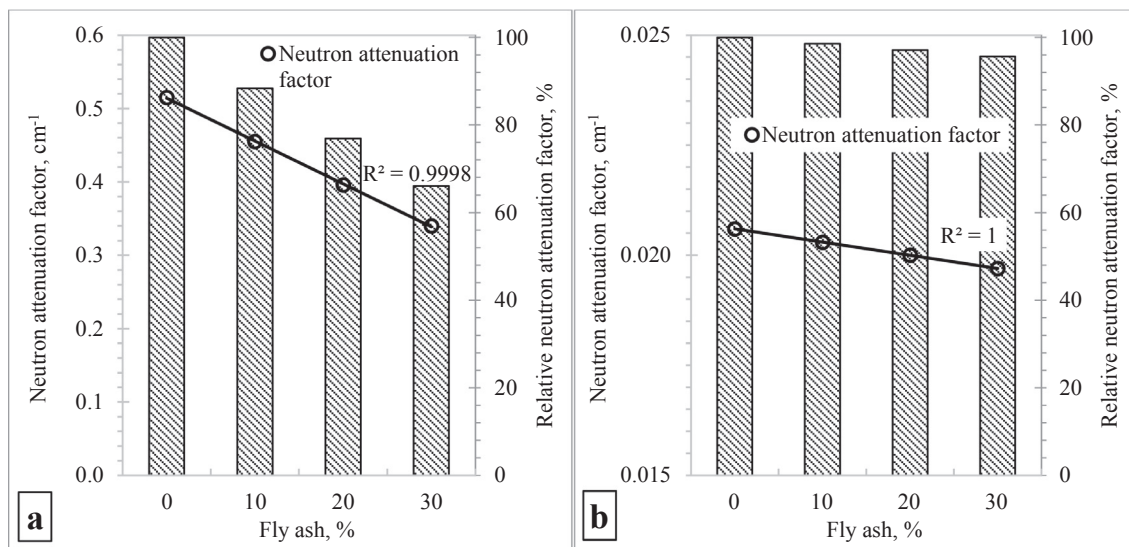 0.6
0.5
0.4
0.3
0.2
0.1
0.0
Neutron attenuation factor, cm-1
Neutron attenuation
factor
R² = 0.9998
100
80
60
40
20
0
Relative neutron attenuation factor, %
0 10 20 30
Fly ash, %
a
0.025
0.020
0.015
Neutron attenuation factor, cm-1
Neutron attenuation factor
R² = 1
100
80
60
40
20
0
Relative neutron attenuation factor, %
0 10 20 30
Fly ash, %
b